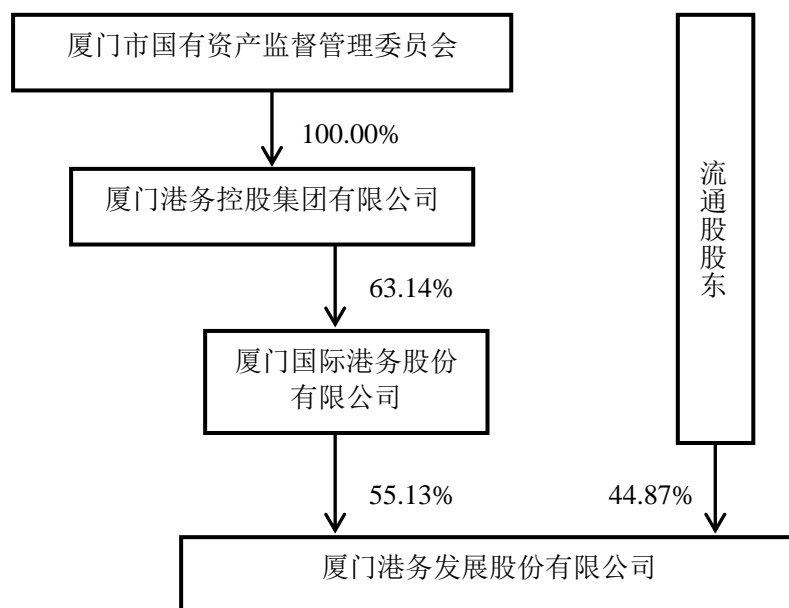 厦门市国有资产监督管理委员会
100.00%
厦门港务控股集团有限公司
63.14%
厦门国际港务股份
有限公司
流通股股东
55.13%
44.87%
厦门港务发展股份有限公司